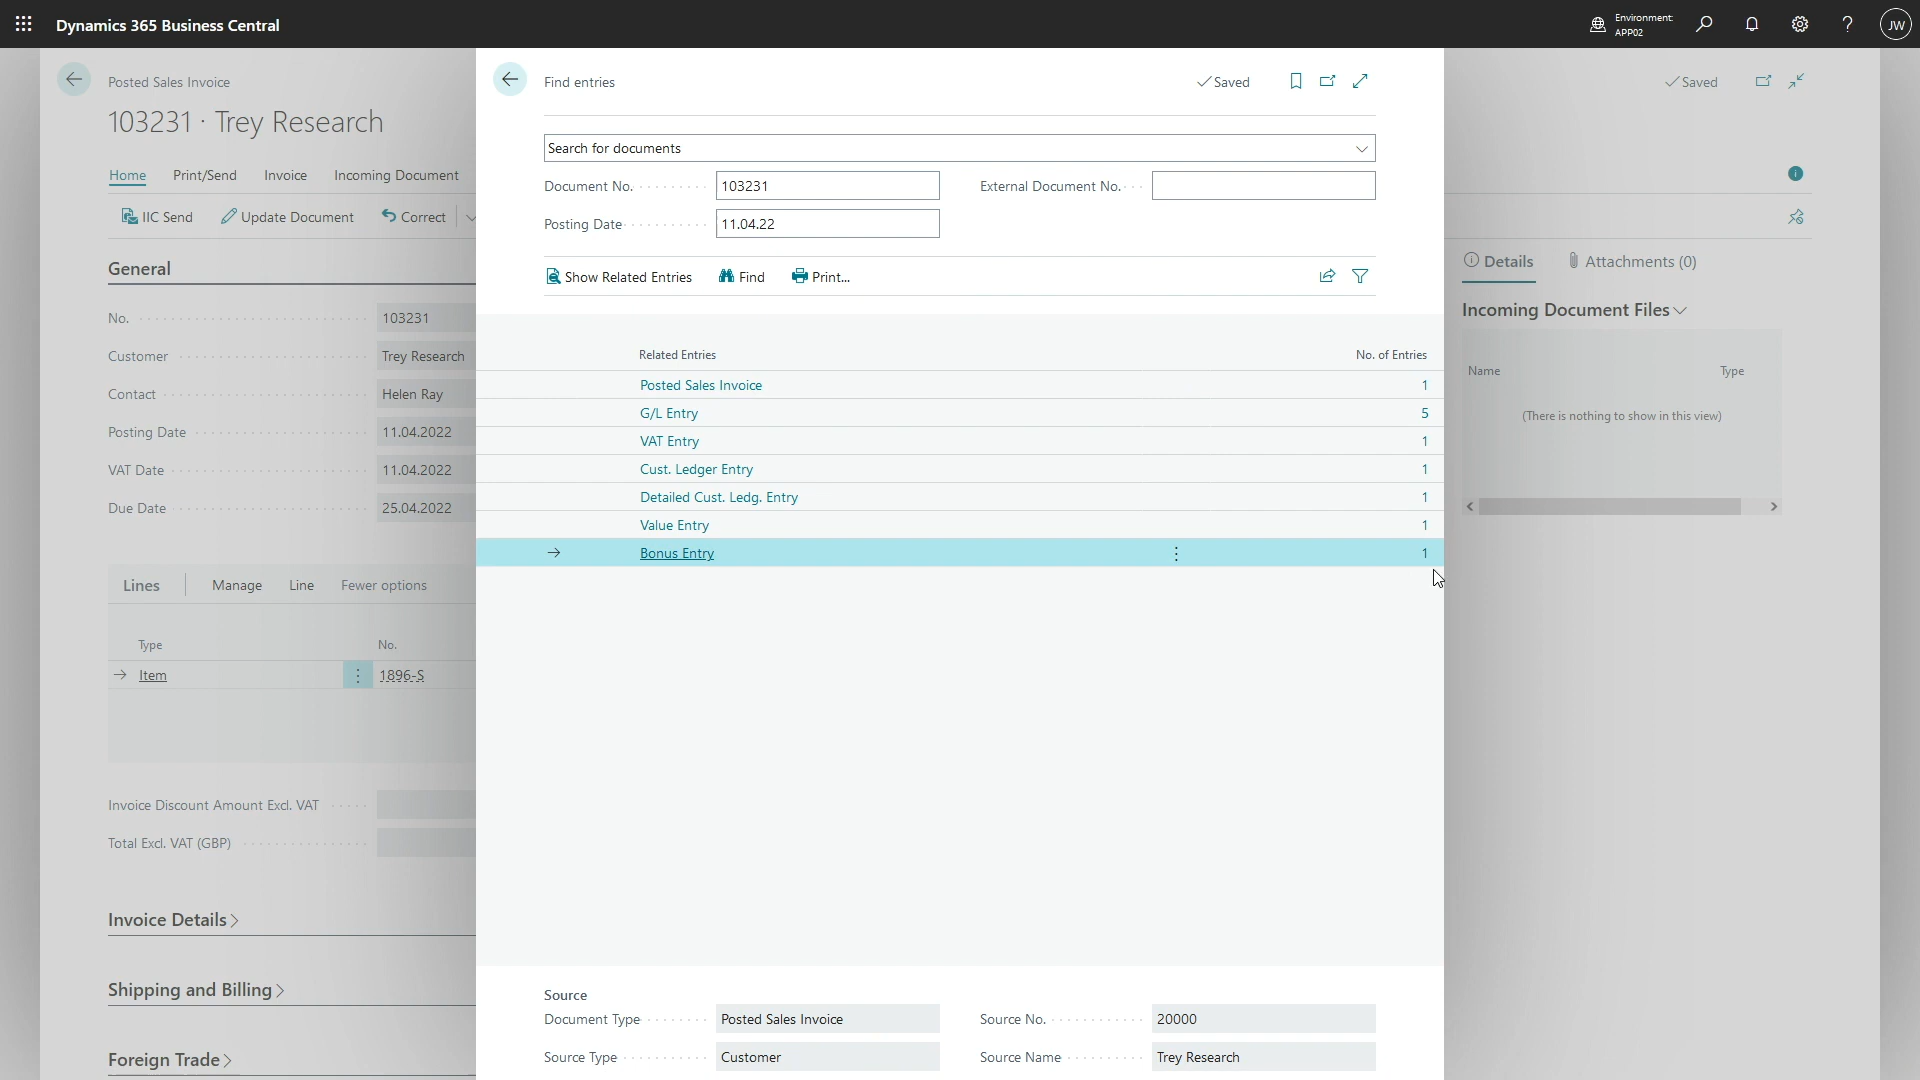 Dynamics 365 Business Central
Environment:
APP02
JW
Posted Sales Invoice
Saved
103231 · Trey Research
Home
Print/Send
Invoice
Incoming Document
IIC Send
Update Document
Correct
General
No.
103231
Customer
Trey Research
Contact
Helen Ray
Posting Date
11.04.2022
VAT Date
11.04.2022
Due Date
25.04.2022
Lines
Manage
Line
Fewer options
Type
No.
Item
1896-S
Invoice Discount Amount Excl. VAT
Total Excl. VAT (GBP)
Invoice Details
Shipping and Billing
Foreign Trade
Find entries
Saved
Search for documents
Document No.
103231
External Document No.
Posting Date
11.04.22
Show Related Entries
Find
Print...
Related Entries
No. of Entries
Posted Sales Invoice
1
G/L Entry
5
VAT Entry
1
Cust. Ledger Entry
1
Detailed Cust. Ledg. Entry
1
Value Entry
1
Bonus Entry
1
Source
Document Type
Posted Sales Invoice
Source No.
20000
Source Type
Customer
Source Name
Trey Research
Details
Attachments (0)
Incoming Document Files
Name
Type
(There is nothing to show in this view)